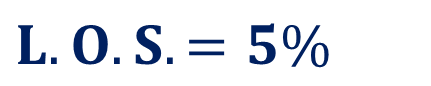 L. O. S. = 5%